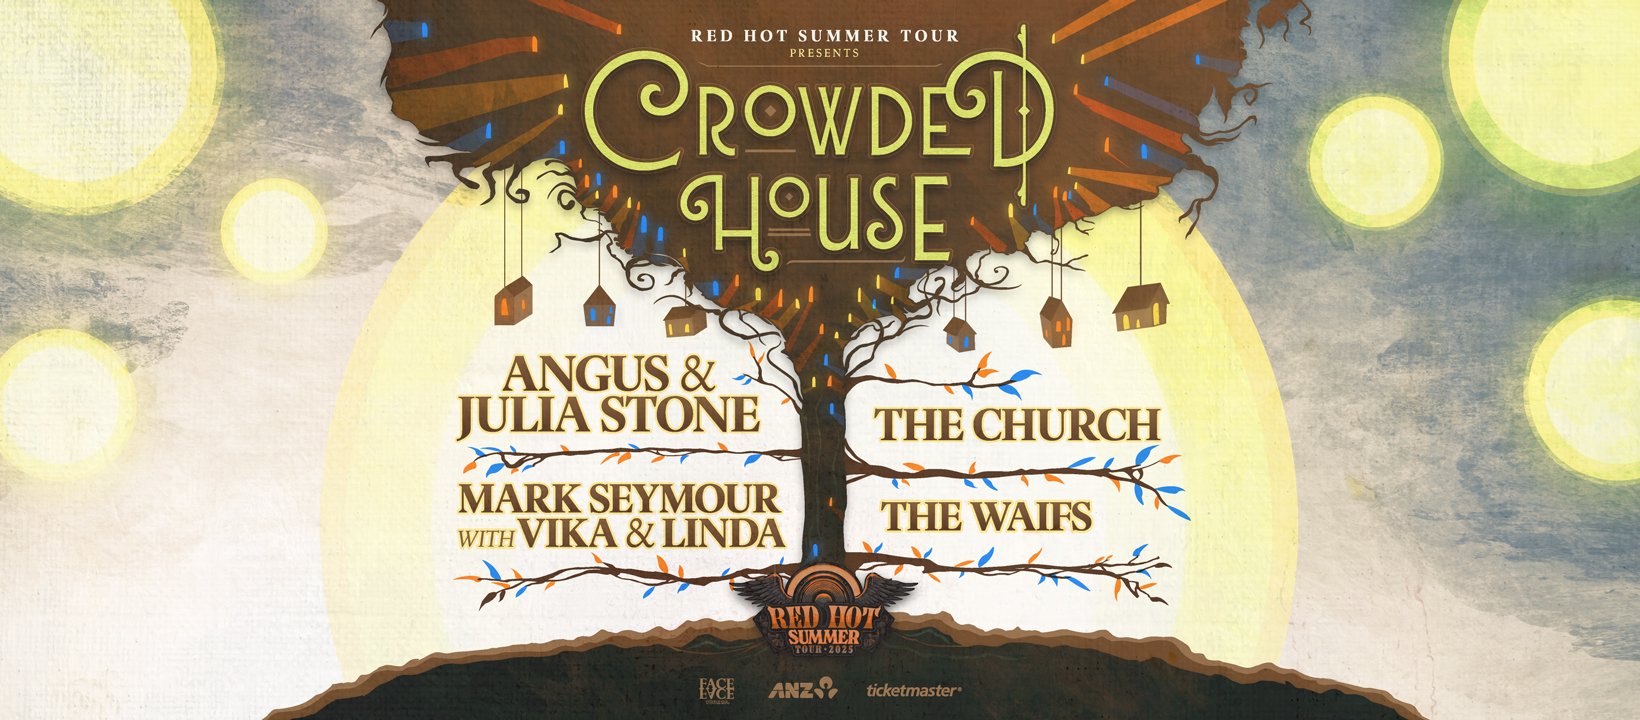 RED HOT SUMMER TOUR
PRESENTS
CROWDED
HOUSE
ANGUS &
JULIA STONE
THE CHURCH
MARK SEYMOUR
WITH VIKA & LINDA
THE WAIFS
RED HOT
SUMMER
TOUR · 2025
FACE
TO FACE
ANZ
ticketmaster®